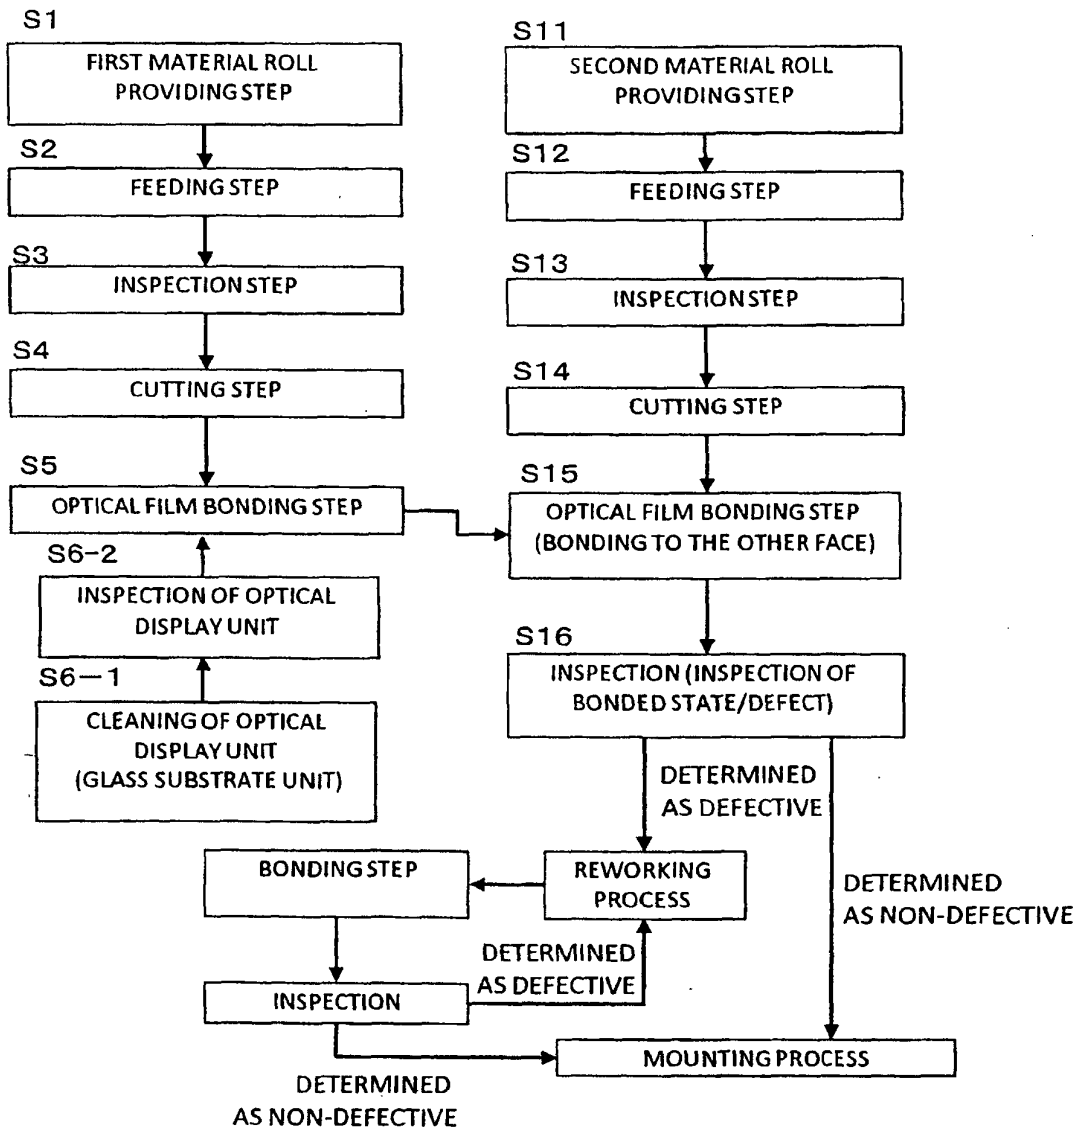 S1
FIRST MATERIAL ROLL
PROVIDING STEP
S2
FEEDING STEP
S3
INSPECTION STEP
S4
CUTTING STEP
S5
OPTICAL FILM BONDING STEP
S6-2
INSPECTION OF OPTICAL
DISPLAY UNIT
S6-1
CLEANING OF OPTICAL
DISPLAY UNIT
(GLASS SUBSTRATE UNIT)
S11
SECOND MATERIAL ROLL
PROVIDING STEP
S12
FEEDING STEP
S13
INSPECTION STEP
S14
CUTTING STEP
S15
OPTICAL FILM BONDING STEP
(BONDING TO THE OTHER FACE)
S16
INSPECTION (INSPECTION OF
BONDED STATE/DEFECT)
DETERMINED
AS DEFECTIVE
DETERMINED
AS NON-DEFECTIVE
REWORKING
PROCESS
BONDING STEP
INSPECTION
DETERMINED
AS DEFECTIVE
DETERMINED
AS NON-DEFECTIVE
MOUNTING PROCESS